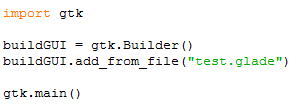 import gtk
buildGUI = gtk.Builder()
buildGUI.add_from_file("test.glade")
gtk.main()